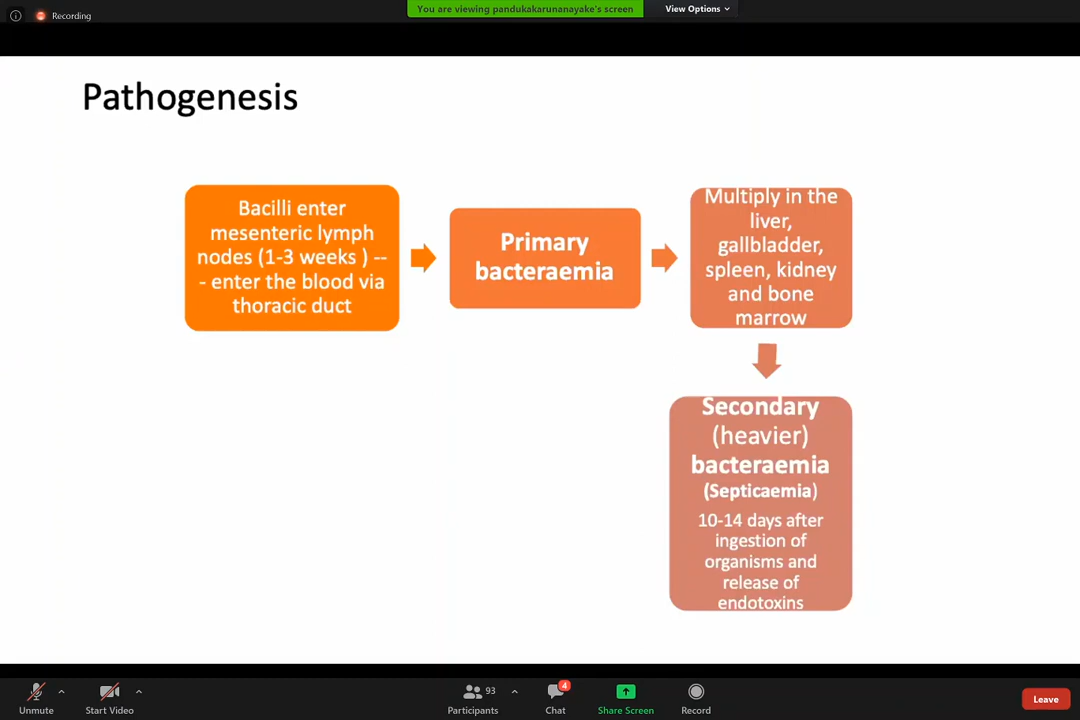 Recording
You are viewing pandukakarunanayake's screen
View Options
Pathogenesis
Bacilli enter
mesenteric lymph
nodes (1-3 weeks ) --
- enter the blood via
thoracic duct
Primary
bacteraemia
Multiply in the
liver,
gallbladder,
spleen, kidney
and bone
marrow
Secondary
(heavier)
bacteraemia
(Septicaemia)
10-14 days after
ingestion of
organisms and
release of
endotoxins
Unmute
Start Video
93
Participants
4
Chat
Share Screen
Record
Leave